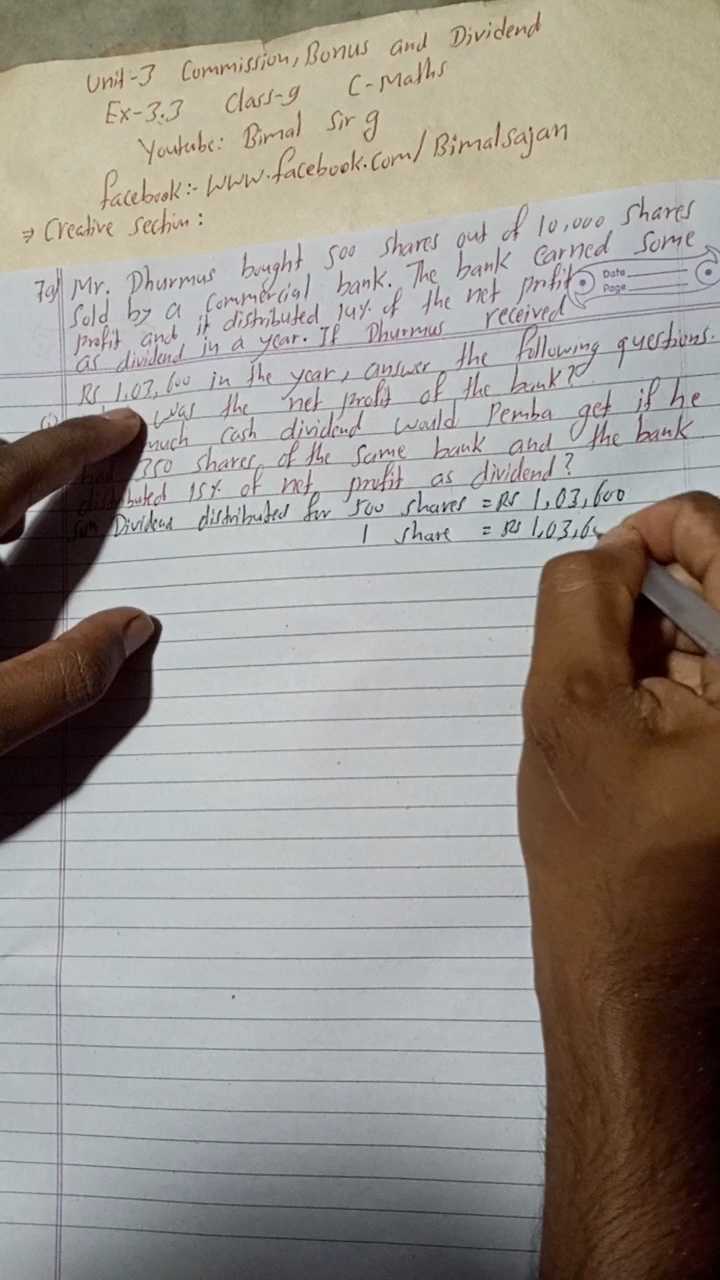 Unit-3 Commission, Bonus and Dividend
Ex-3.3 Class-9 C-Maths
Youtube: Bimal Sir g
facebook:- www.facebook.com/Bimalsajan
⇒ Creative section:
7a) Mr. Dhurmus bought 500 shares out of 10,000 shares
sold by a commercial bank. The bank earned some
profit and it distributed 14% of the net profit
Date
Page
as dividend in a year. If Dhurmus received
Rs 1,03,600 in the year, answer the following questions.
(i) was the net profit of the bank?
much cash dividend would Pemba get if he
350 shares of the same bank and the bank
distributed 15% of net profit as dividend?
Dividend distributed for 500 shares = Rs 1,03,600
1 share = Rs 1,03,6